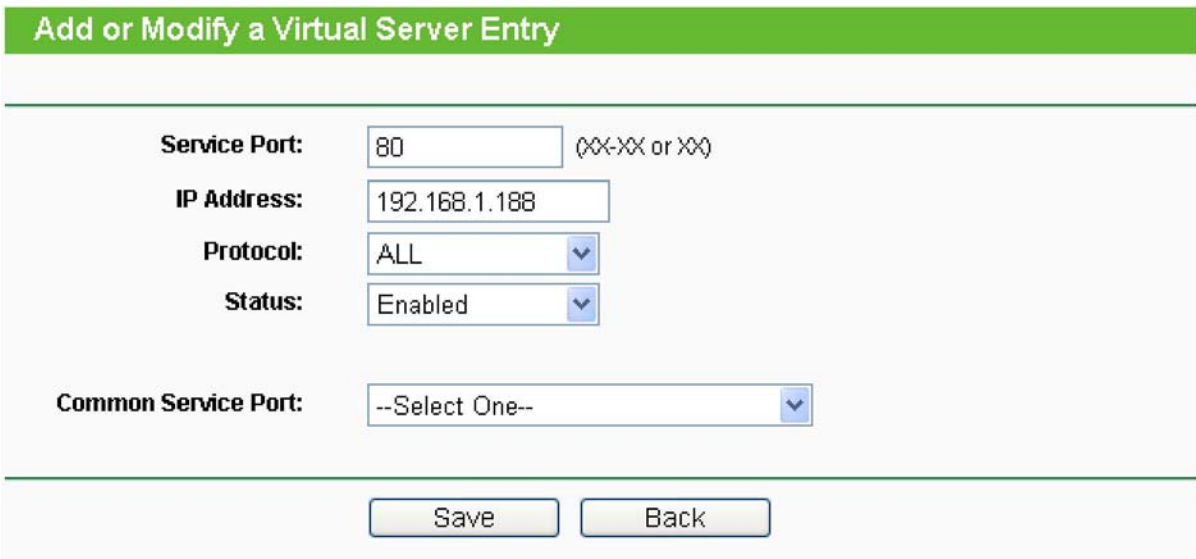 Add or Modify a Virtual Server Entry
Service Port: 80 (XX-XX or XX)
IP Address: 192.168.1.188
Protocol: ALL
Status: Enabled
Common Service Port: --Select One--
Save Back